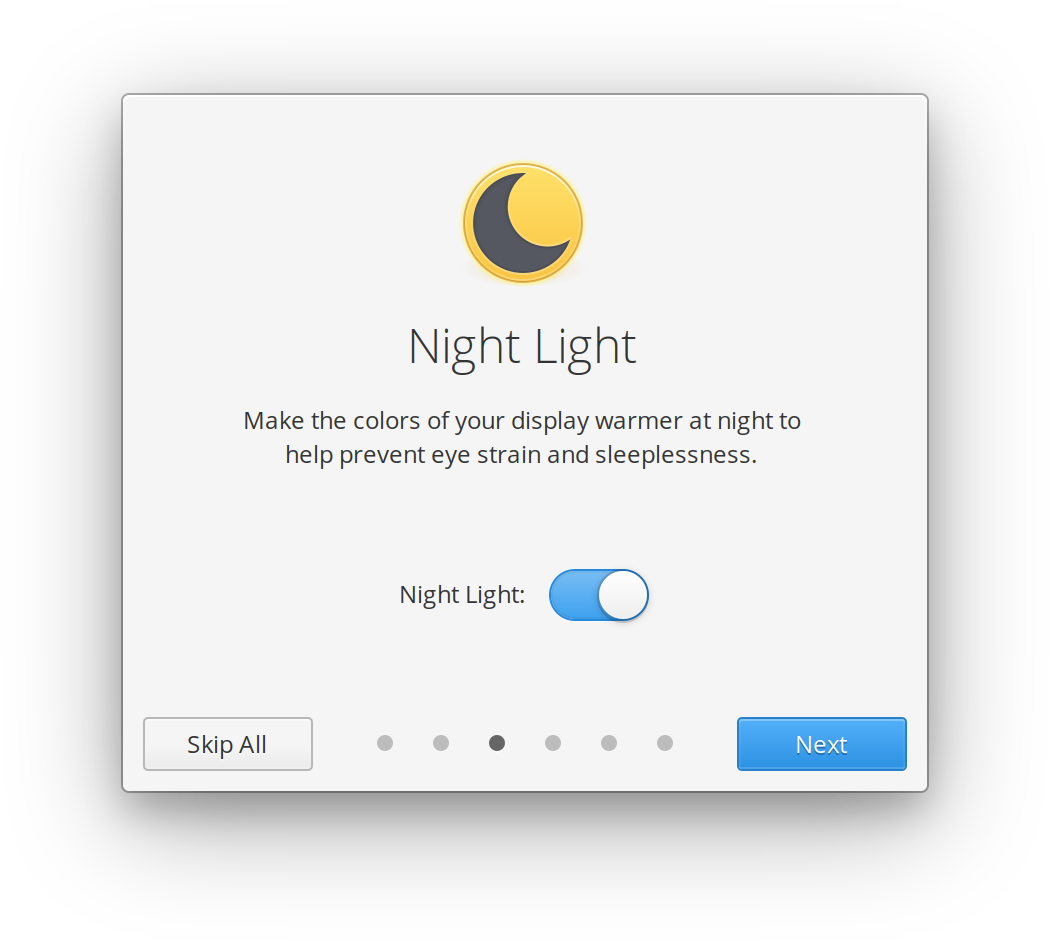 Night Light
Make the colors of your display warmer at night to
help prevent eye strain and sleeplessness.
Night Light:
Skip All
Next